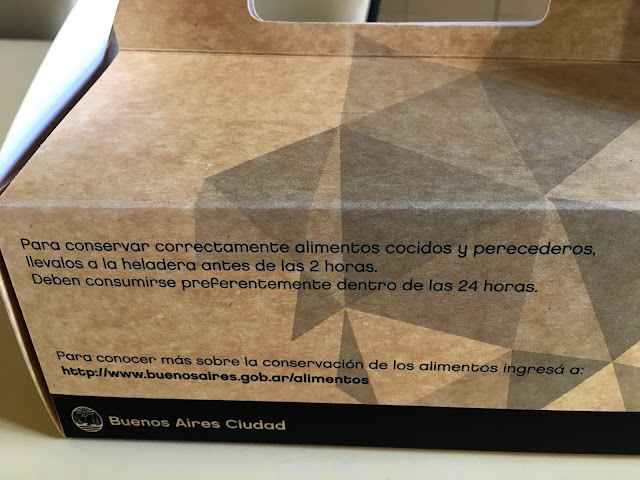 Para conservar correctamente alimentos cocidos y perecederos,
llevalos a la heladera antes de las 2 horas.
Deben consumirse preferentemente dentro de las 24 horas.
Para conocer más sobre la conservación de los alimentos ingresá a:
http://www.buenosaires.gob.ar/alimentos
Buenos Aires Ciudad